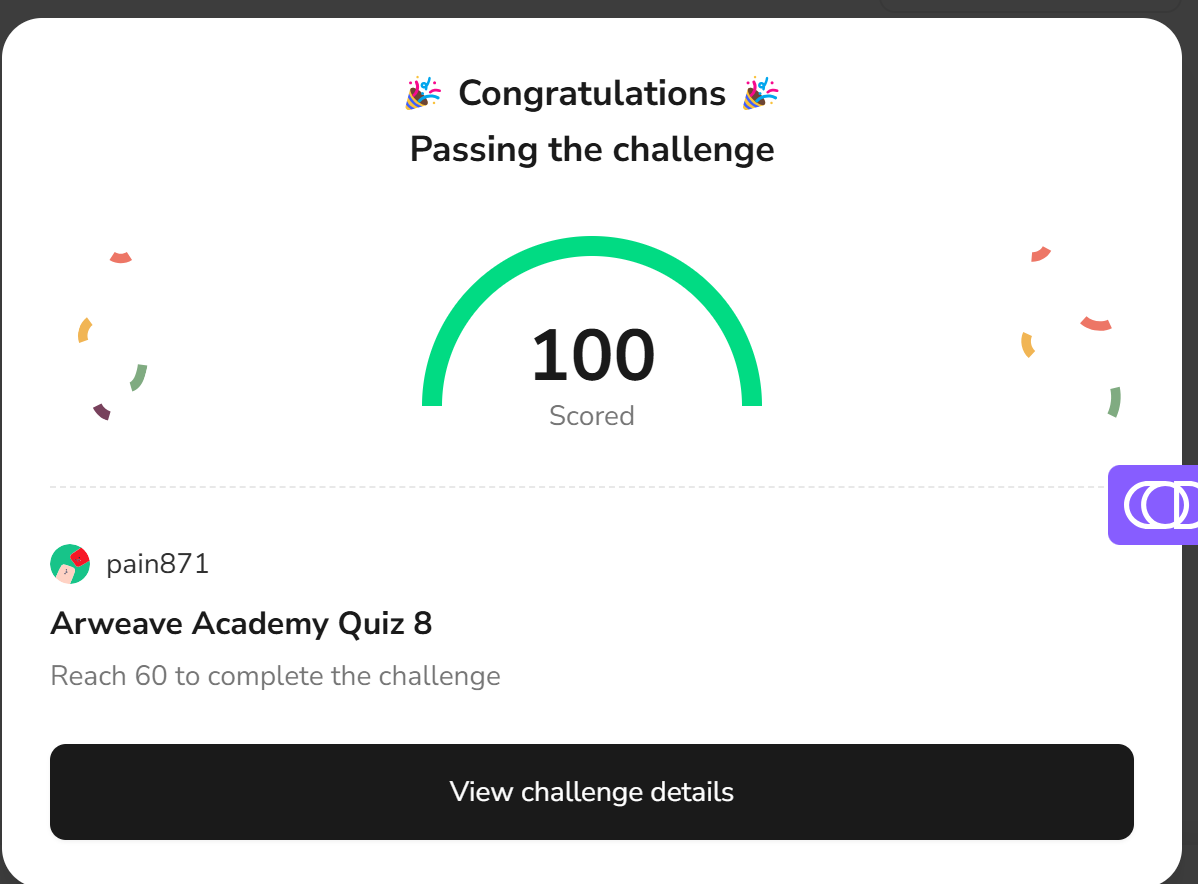 🎉 Congratulations 🎉
Passing the challenge
100
Scored
pain871
Arweave Academy Quiz 8
Reach 60 to complete the challenge
View challenge details